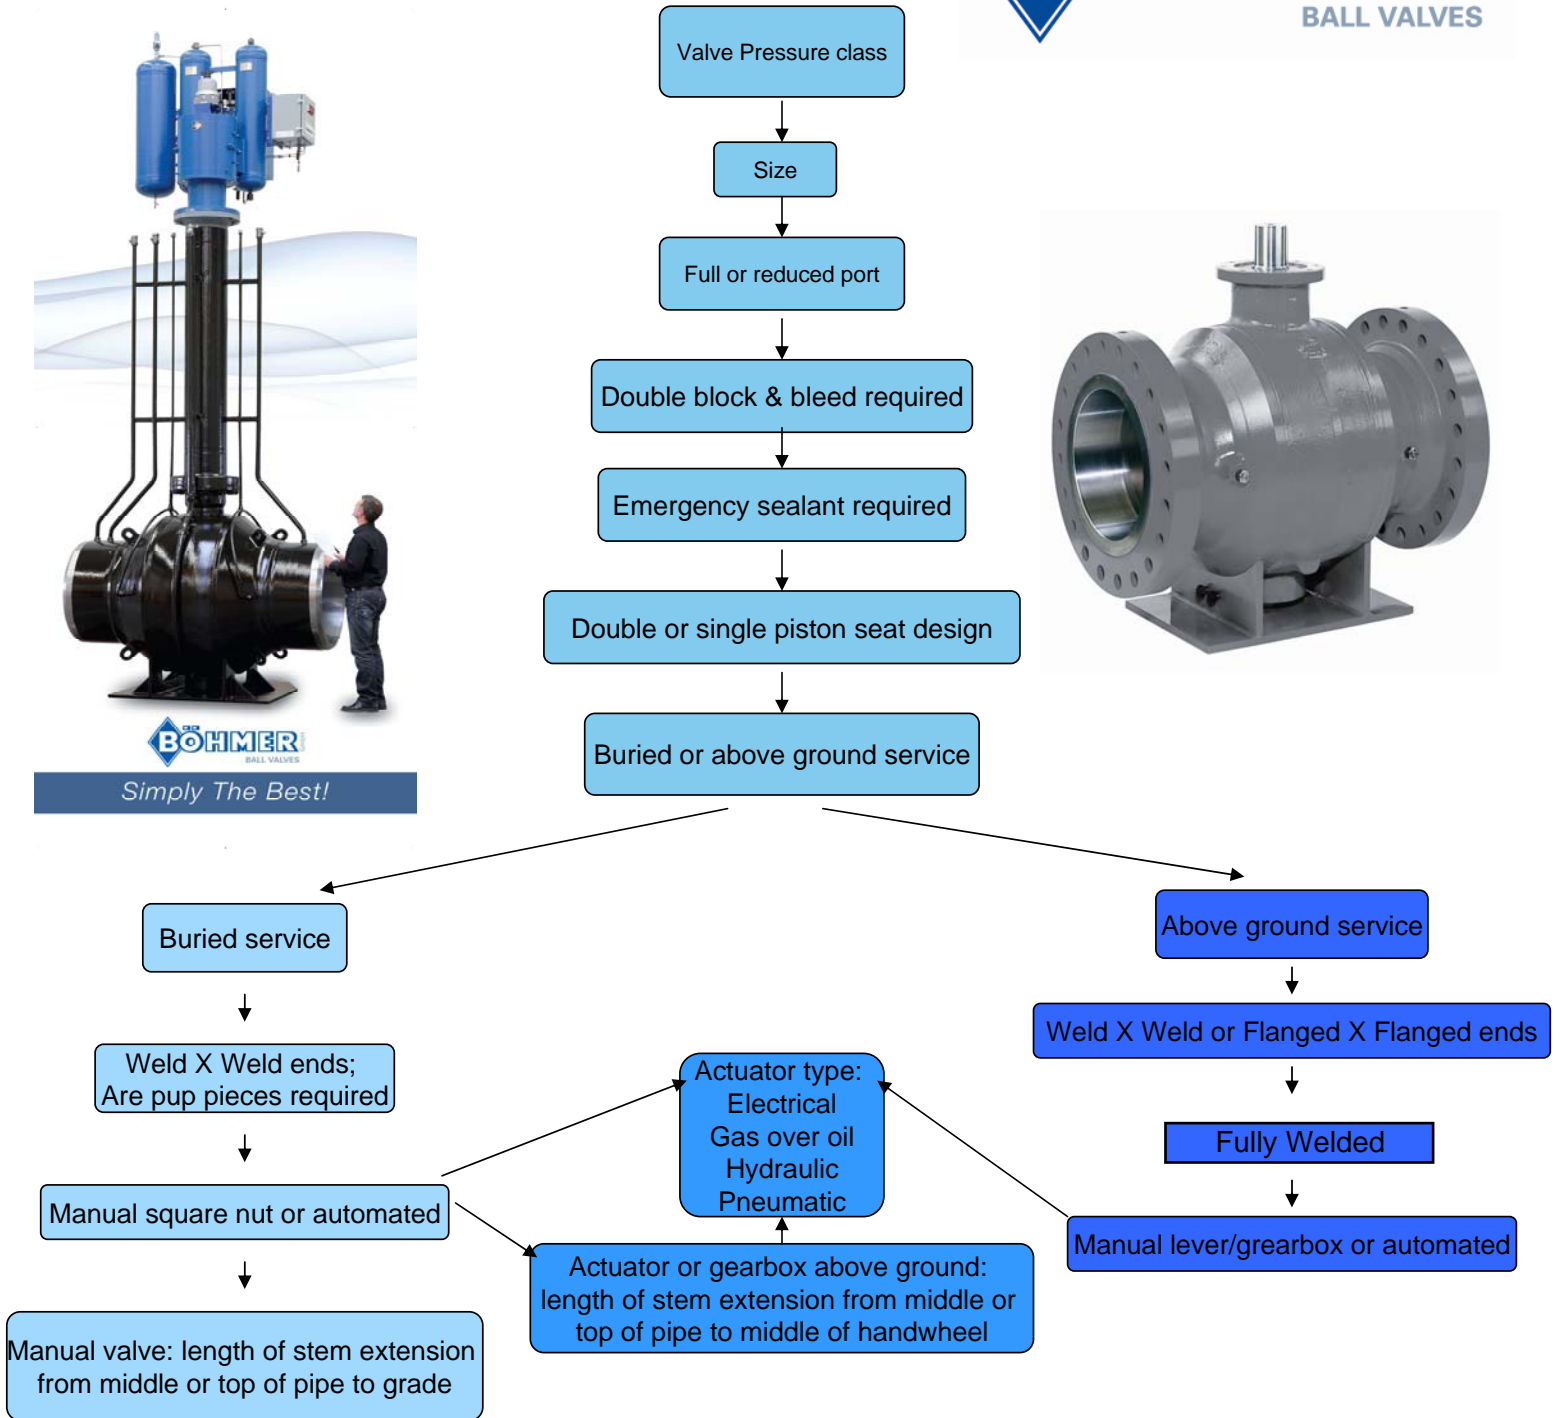 BALL VALVES
Valve Pressure class
Size
Full or reduced port
Double block & bleed required
Emergency sealant required
Double or single piston seat design
Buried or above ground service
BÖHMER
BALL VALVES
Simply The Best!
Buried service
Weld X Weld ends;
Are pup pieces required
Manual square nut or automated
Manual valve: length of stem extension
from middle or top of pipe to grade
Actuator type:
Electrical
Gas over oil
Hydraulic
Pneumatic
Actuator or gearbox above ground:
length of stem extension from middle or
top of pipe to middle of handwheel
Above ground service
Weld X Weld or Flanged X Flanged ends
Fully Welded
Manual lever/grearbox or automated